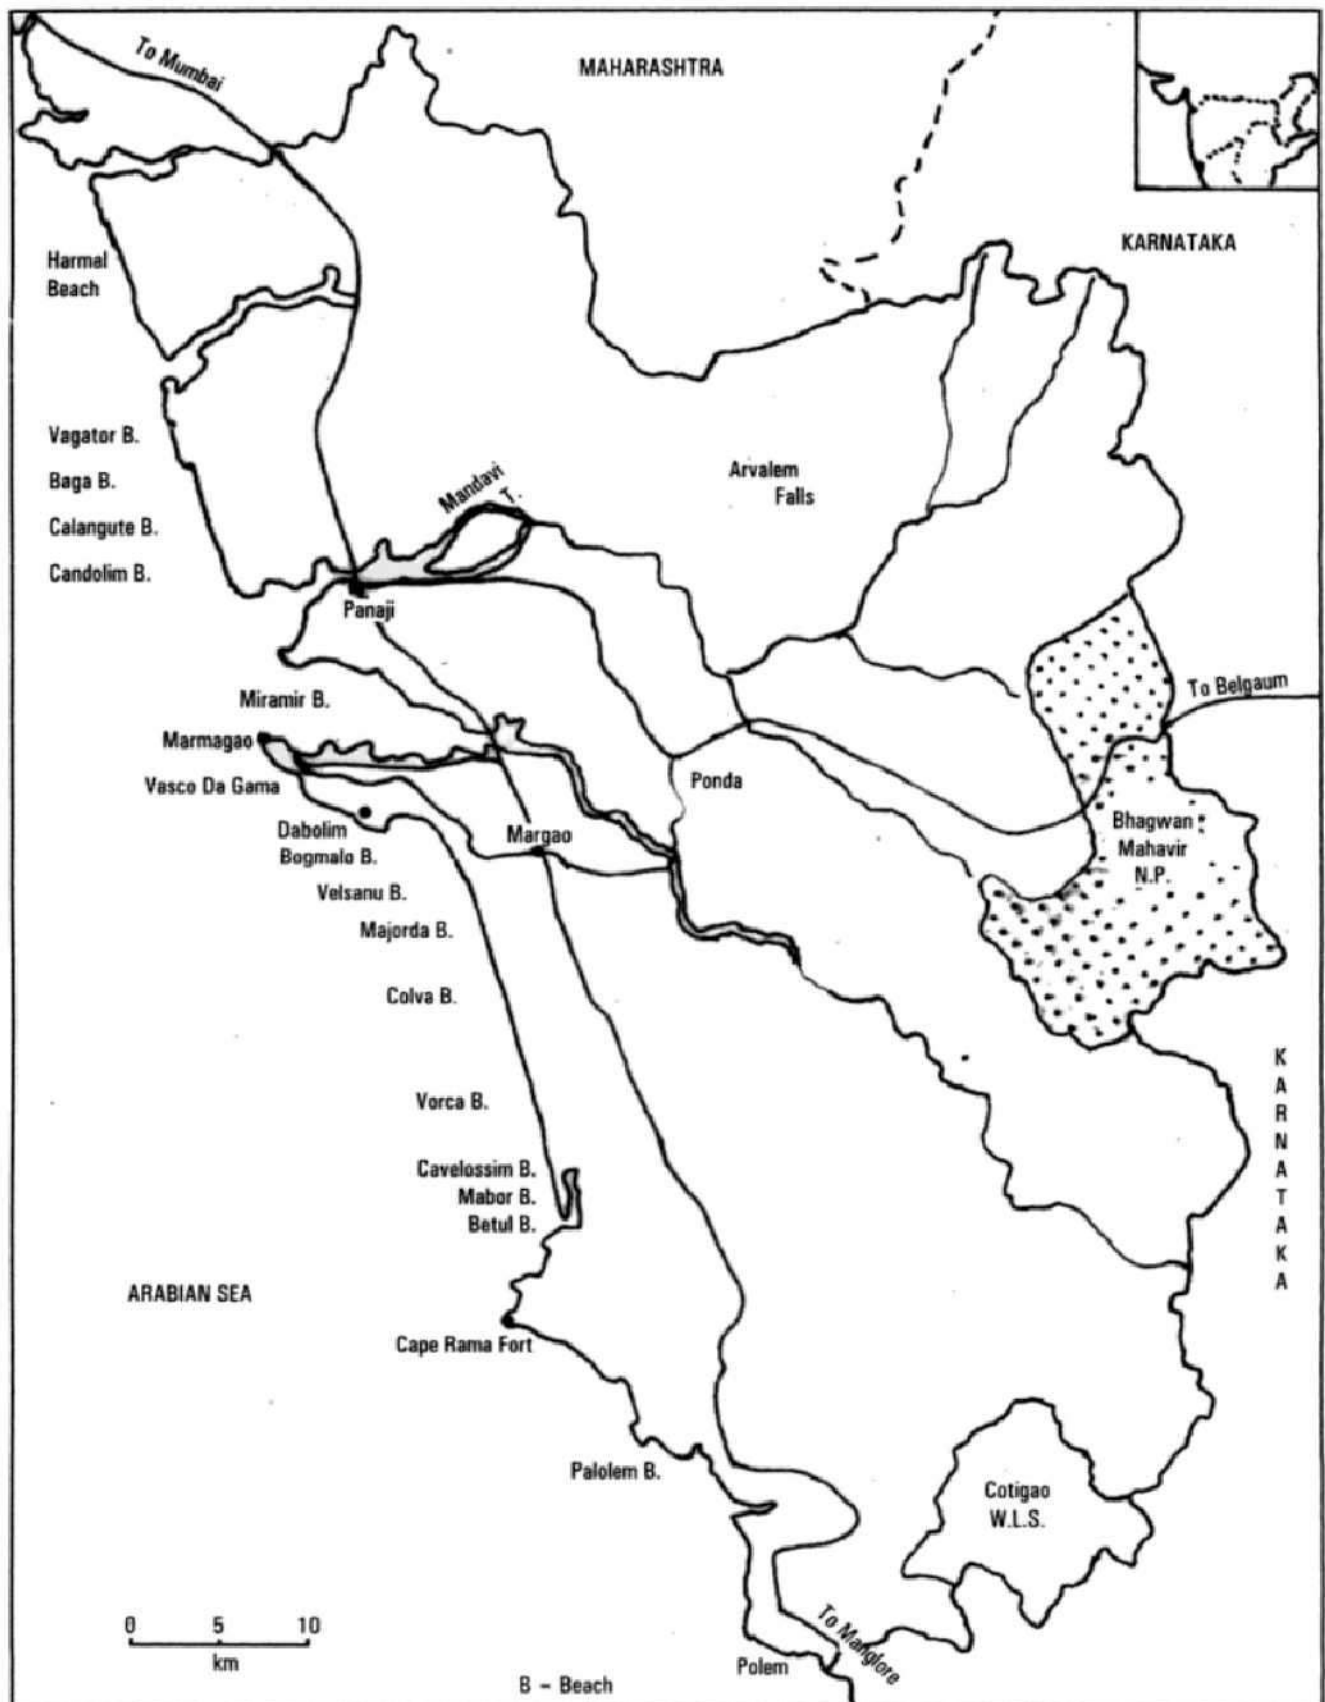 To Mumbai
MAHARASHTRA
KARNATAKA
Harmal
Beach
Vagator B.
Baga B.
Calangute B.
Candolim B.
Mandavi
T.
Arvalem
Falls
Panaji
To Belgaum
Miramir B.
Marmagao
Vasco Da Gama
Ponda
Dabolim
Bogmalo B.
Margao
Bhagwan
Mahavir
N.P.
Velsanu B.
Majorda B.
Colva B.
KARNATAKA
Vorca B.
Cavelossim B.
Mabor B.
Betul B.
ARABIAN SEA
Cape Rama Fort
Palolem B.
Cotigao
W.L.S.
0 5 10
km
To Manglore
Polem
B - Beach